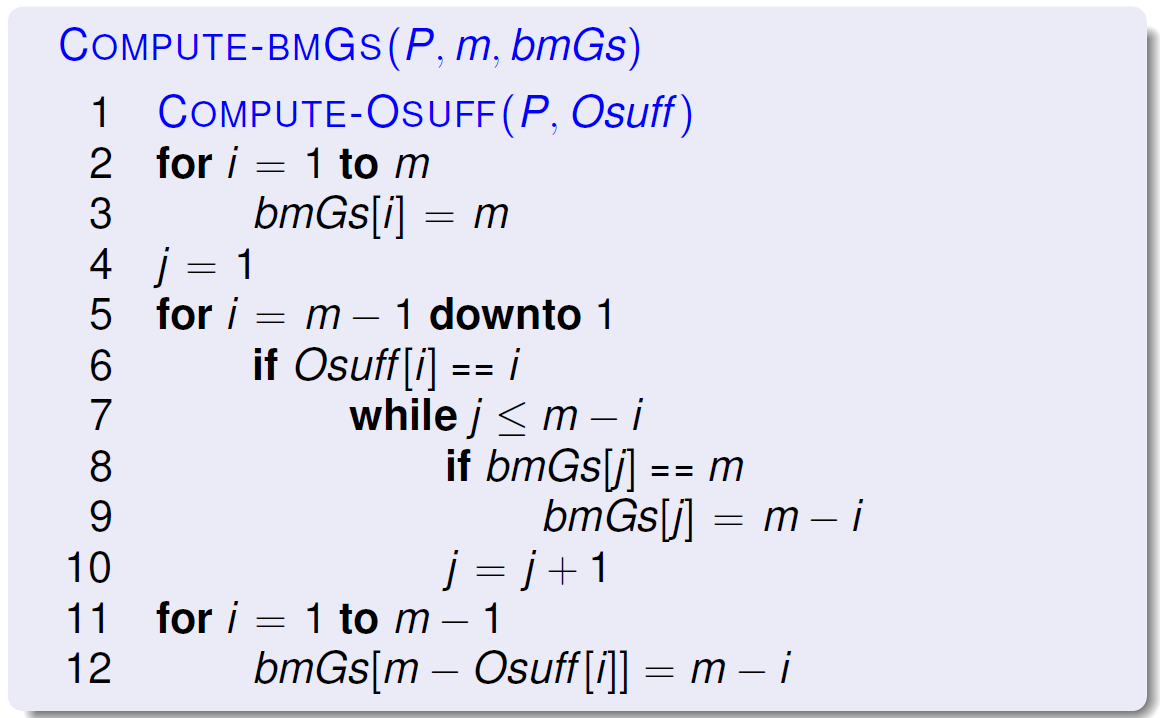 COMPUTE-BMGS(P, m, bmGs)
1 COMPUTE-OSUFF(P, Osuff)
2 for i = 1 to m
3 bmGs[i] = m
4 j = 1
5 for i = m − 1 downto 1
6 if Osuff[i] == i
7 while j ≤ m − i
8 if bmGs[j] == m
9 bmGs[j] = m − i
10 j = j + 1
11 for i = 1 to m − 1
12 bmGs[m − Osuff[i]] = m − i